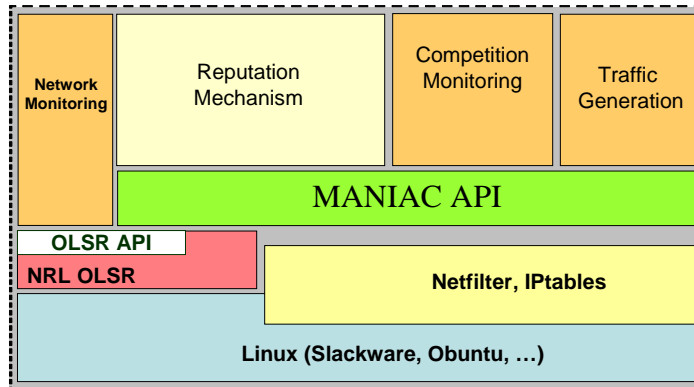 Network
Monitoring
Reputation
Mechanism
Competition
Monitoring
Traffic
Generation
MANIAC API
OLSR API
NRL OLSR
Netfilter, IPtables
Linux (Slackware, Obuntu, …)